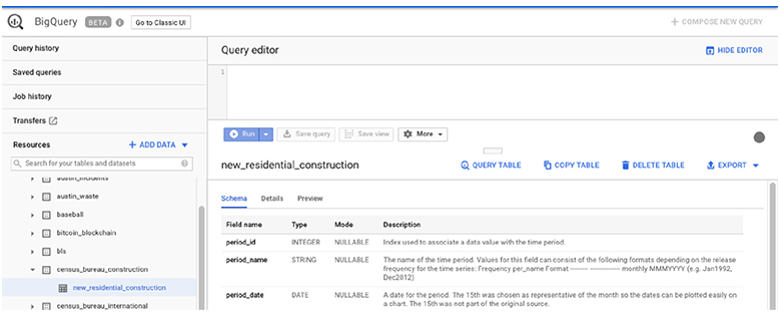 BigQuery BETA Go to Classic UI + COMPOSE NEW QUERY
Query history
Saved queries
Job history
Transfers
Resources + ADD DATA
Search for your tables and datasets
austin_incidents
austin_waste
baseball
bitcoin_blockchain
bls
census_bureau_construction
new_residential_construction
census_bureau_international
Query editor HIDE EDITOR
1
Run Save query Save view More
new_residential_construction QUERY TABLE COPY TABLE DELETE TABLE EXPORT
Schema Details Preview
Field name Type Mode Description
period_id INTEGER NULLABLE Index used to associate a data value with the time period.
period_name STRING NULLABLE The name of the time period. Values for this field can consist of the following formats depending on the release
frequency for the time series: Frequency per_name Format -------- -------------- monthly MMMYYYY (e.g. Jan1992,
Dec2012)
period_date DATE NULLABLE A date for the period. The 15th was chosen as representative of the month so the dates can be plotted easily on
a chart. The 15th was not part of the original source.